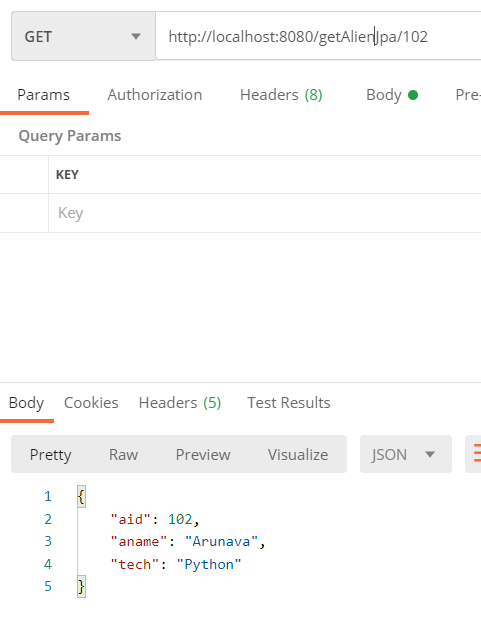 GET http://localhost:8080/getAlienJpa/102
Params Authorization Headers (8) Body Pre-
Query Params
KEY
Key
Body Cookies Headers (5) Test Results
Pretty Raw Preview Visualize JSON
1 {
2 "aid": 102,
3 "aname": "Arunava",
4 "tech": "Python"
5 }